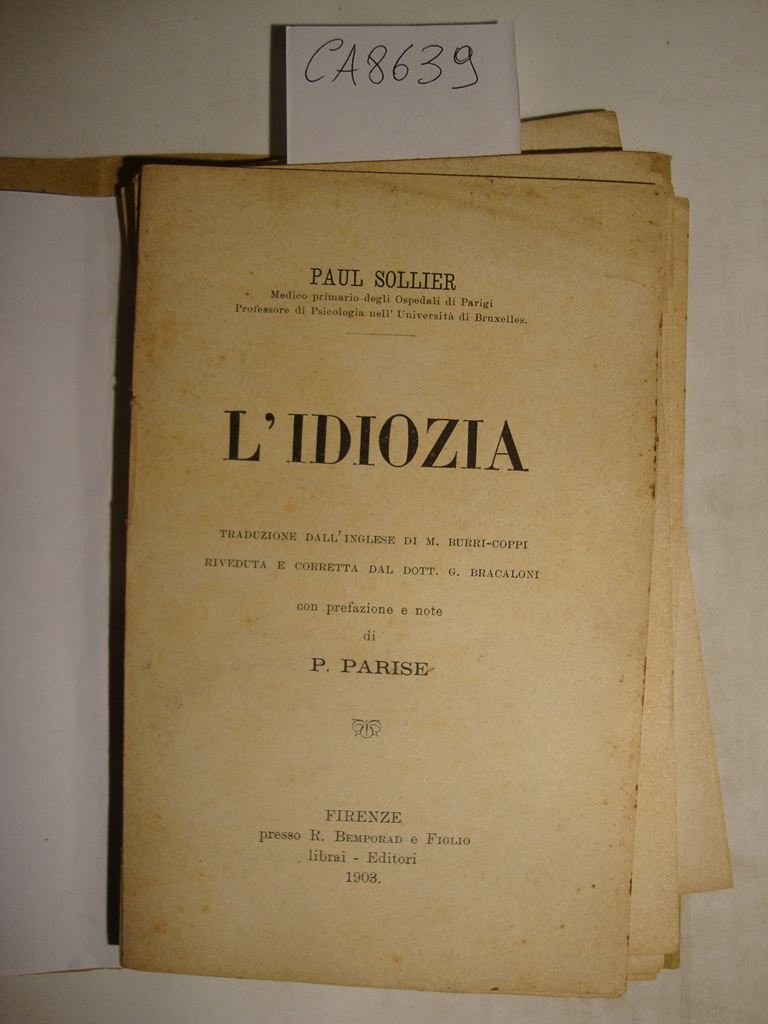 CA8639
PAUL SOLLIER
Medico primario degli Ospedali di Parigi
Professore di Psicologia nell' Università di Bruxelles.
L'IDIOZIA
TRADUZIONE DALL'INGLESE DI M. BURRI-COPPI
RIVEDUTA E CORRETTA DAL DOTT. G. BRACALONI
con prefazione e note
di
P. PARISE
FIRENZE
presso R. BEMPORAD e FIGLIO
librai - Editori
1903.